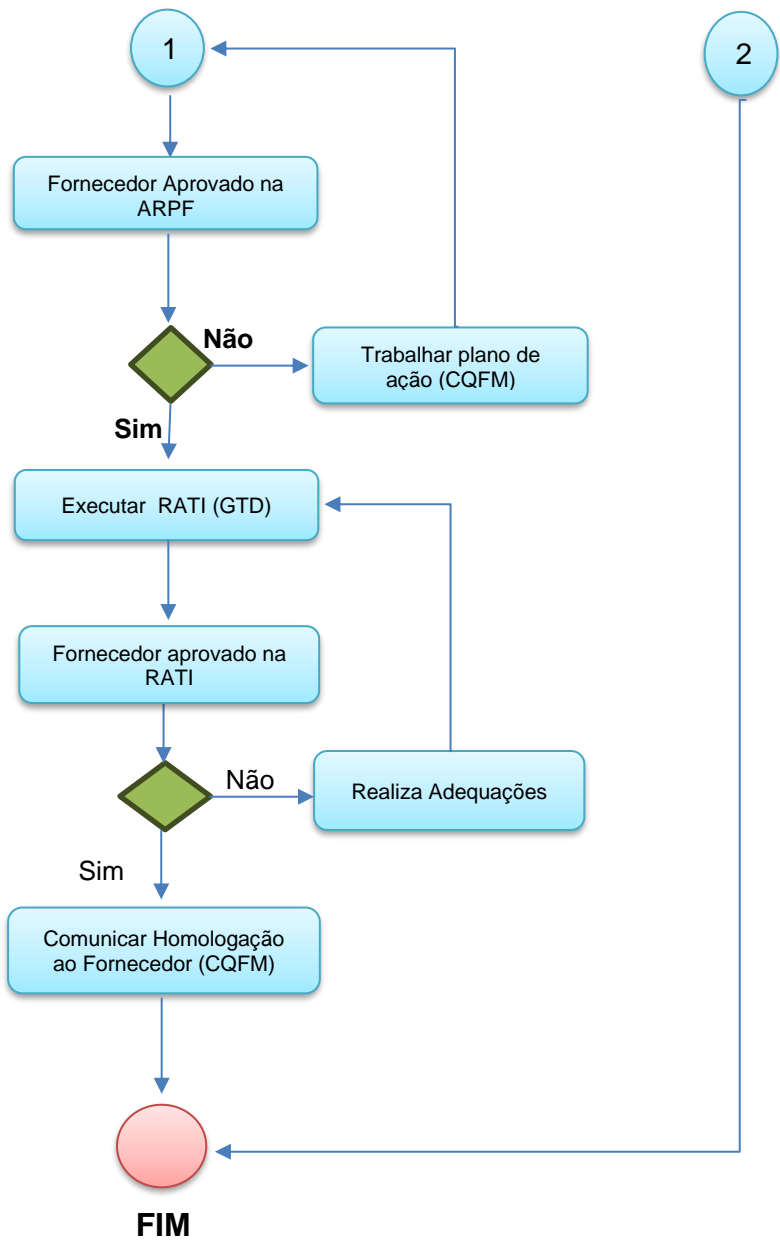 1
2
Fornecedor Aprovado na
ARPF
Não
Trabalhar plano de
ação (CQFM)
Sim
Executar RATI (GTD)
Fornecedor aprovado na
RATI
Não
Realiza Adequações
Sim
Comunicar Homologação
ao Fornecedor (CQFM)
FIM